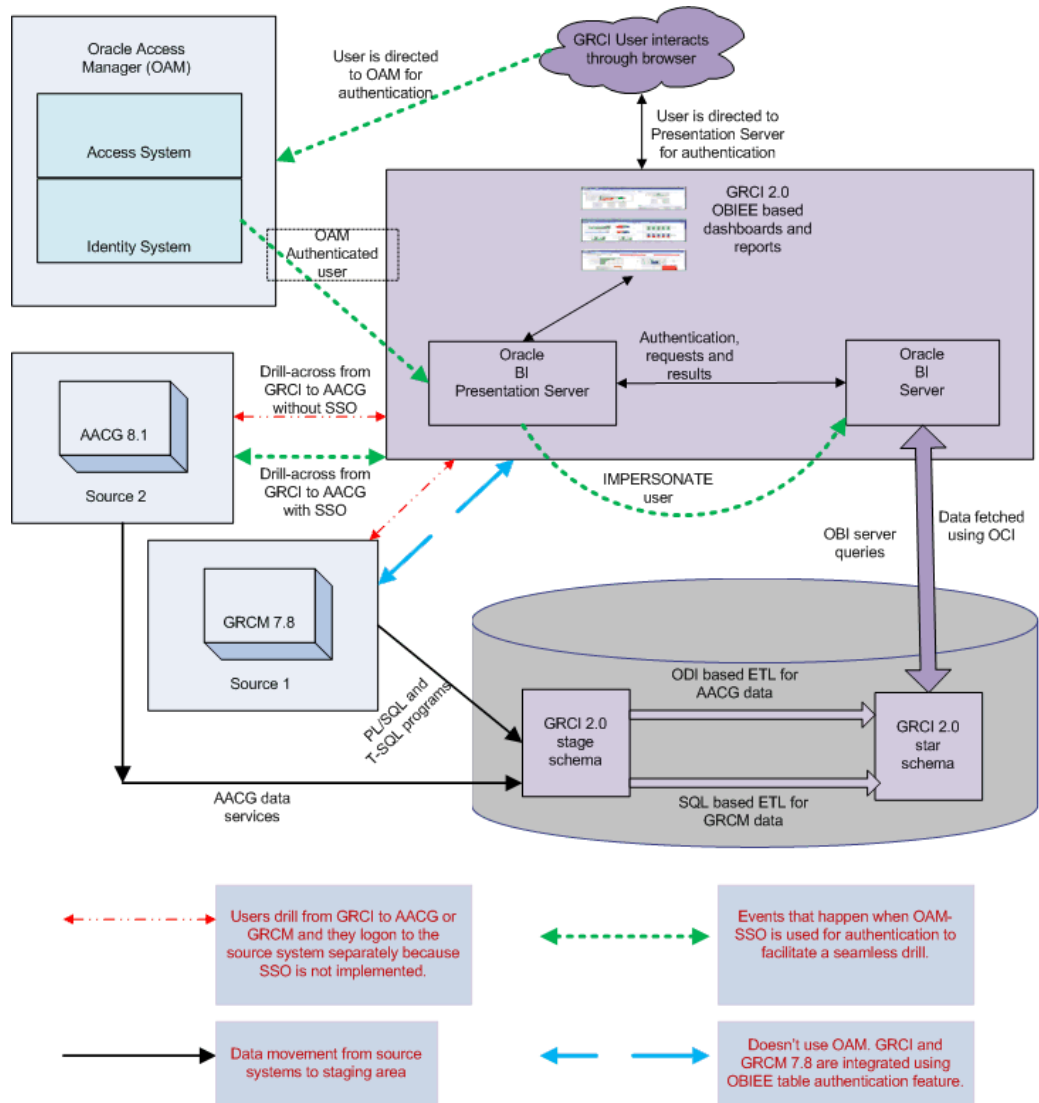 Oracle Access
Manager (OAM)
Access System
Identity System
User is directed
to OAM for
authentication
GRCI User interacts
through browser
User is directed to
Presentation Server
for authentication
GRCI 2.0
OBIEE based
dashboards and
reports
OAM
Authenticated
user
Oracle
BI
Presentation Server
Authentication,
requests and
results
Oracle
BI
Server
AACG 8.1
Source 2
Drill-across from
GRCI to AACG
without SSO
Drill-across from
GRCI to AACG
with SSO
IMPERSONATE
user
OBI server
queries
Data fetched
using OCI
GRCM 7.8
Source 1
PL/SQL and
T-SQL programs
AACG data
services
GRCI 2.0
stage
schema
ODI based ETL for
AACG data
SQL based ETL for
GRCM data
GRCI 2.0
star
schema
Users drill from GRCI to AACG or
GRCM and they logon to the
source system separately because
SSO is not implemented.
Events that happen when OAM-
SSO is used for authentication to
facilitate a seamless drill.
Data movement from source
systems to staging area
Doesn't use OAM. GRCI and
GRCM 7.8 are integrated using
OBIEE table authentication feature.